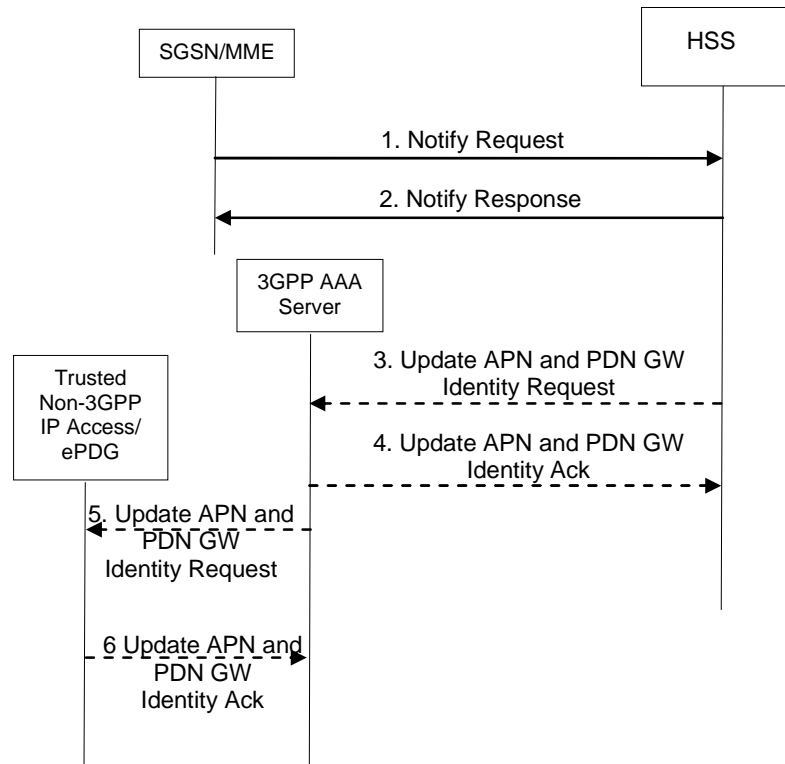 SGSN/MME
HSS
1. Notify Request
2. Notify Response
3GPP AAA
Server
3. Update APN and PDN GW
Identity Request
Trusted
Non-3GPP
IP Access/
ePDG
4. Update APN and PDN GW
Identity Ack
5. Update APN and
PDN GW
Identity Request
6 Update APN and
PDN GW
Identity Ack